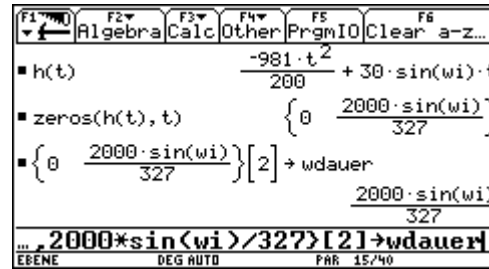 F1 F2 F3 F4 F5 F6
Algebra Calc Other PrgmIO Clear a-z…
▪ h(t) -981·t²/200 + 30·sin(wi)·t
▪ zeros(h(t),t) {0 2000·sin(wi)/327}
▪ {0 2000·sin(wi)/327}[2] → wdauer
2000·sin(wi)/327
…,2000*sin(wi)/327}[2]→wdauer
EBENE DEG AUTO PAR 15/40